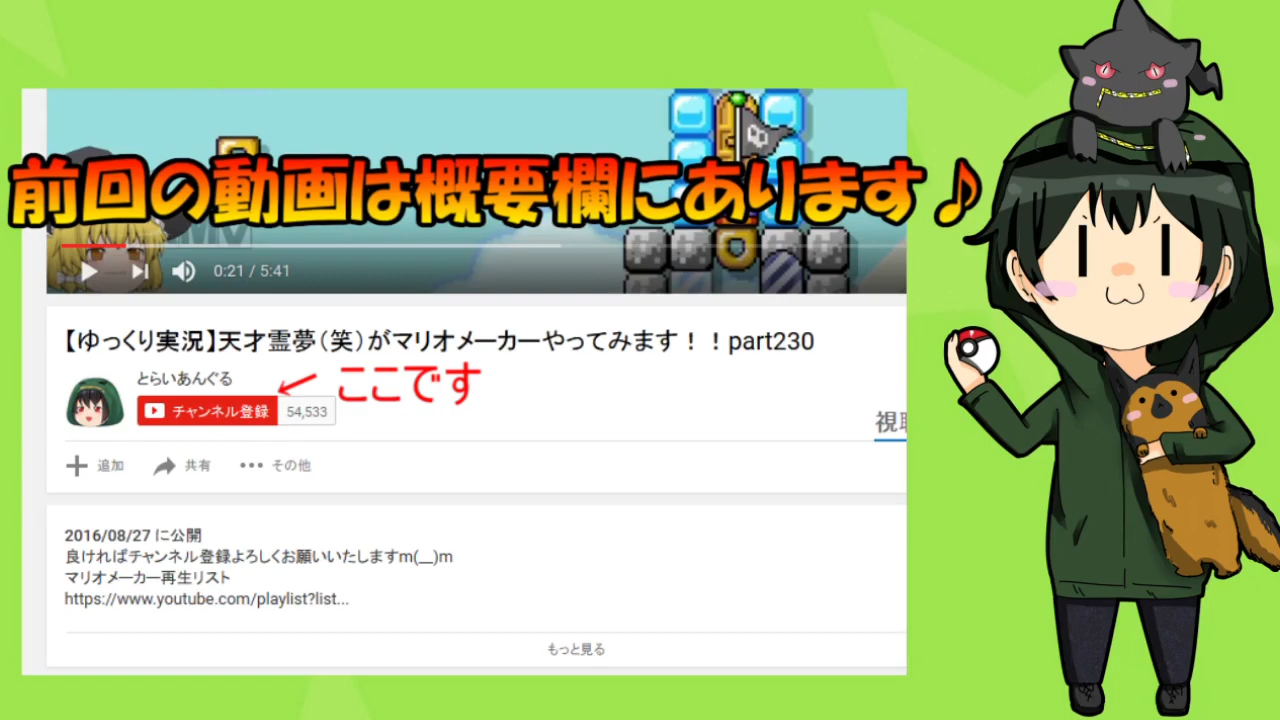 前回の動画は概要欄にあります♪
0:21 / 5:41
【ゆっくり実況】天才霊夢（笑）がマリオメーカーやってみます！！part230
とらいあんぐる
チャンネル登録 54,533
ここです
視聴
追加 共有 その他
2016/08/27 に公開
良ければチャンネル登録よろしくお願いいたしますm(__)m
マリオメーカー再生リスト
https://www.youtube.com/playlist?list...
もっと見る